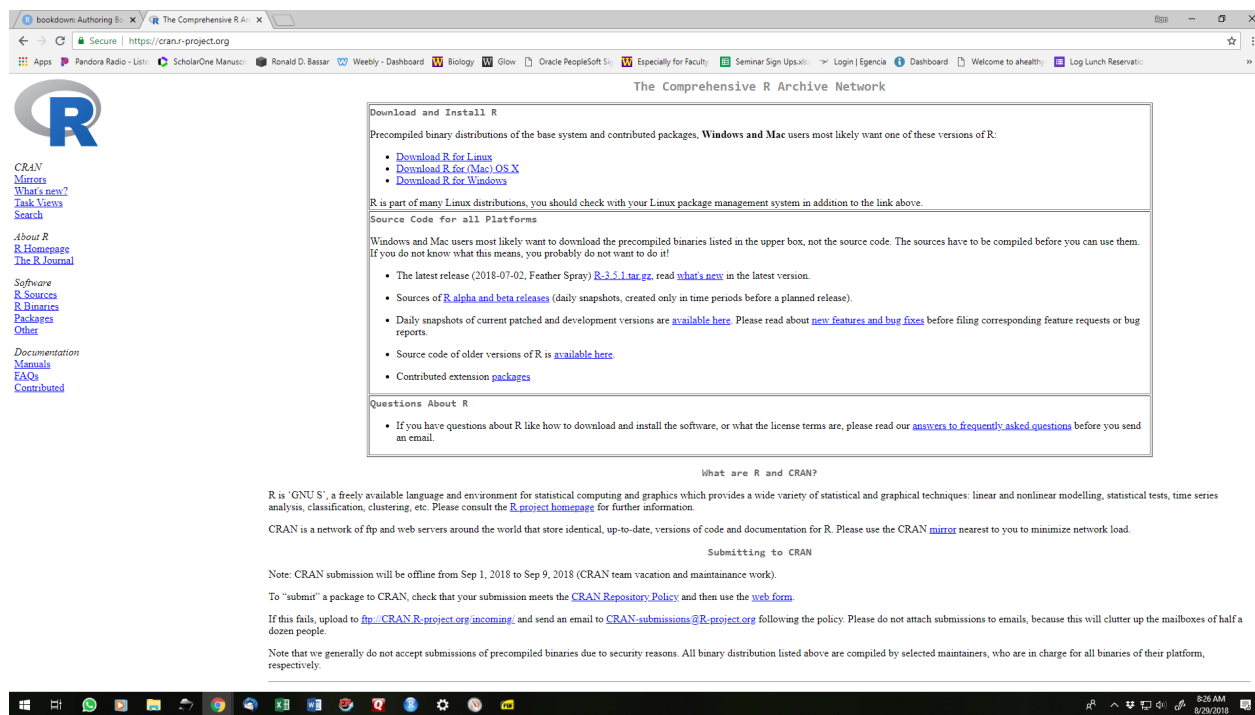 bookdown: Authoring Bo
The Comprehensive R Arc
Secure | https://cran.r-project.org
Apps Pandora Radio - Liste ScholarOne Manuscri Ronald D. Bassar Weebly - Dashboard Biology Glow Oracle PeopleSoft Sig Especially for Faculty Seminar Sign Ups.xls Login | Egencia Dashboard Welcome to ahealthy Log Lunch Reservatio »
The Comprehensive R Archive Network
R
CRAN
Mirrors
What's new?
Task Views
Search
About R
R Homepage
The R Journal
Software
R Sources
R Binaries
Packages
Other
Documentation
Manuals
FAQs
Contributed
Download and Install R
Precompiled binary distributions of the base system and contributed packages, Windows and Mac users most likely want one of these versions of R:
• Download R for Linux
• Download R for (Mac) OS X
• Download R for Windows
R is part of many Linux distributions, you should check with your Linux package management system in addition to the link above.
Source Code for all Platforms
Windows and Mac users most likely want to download the precompiled binaries listed in the upper box, not the source code. The sources have to be compiled before you can use them.
If you do not know what this means, you probably do not want to do it!
• The latest release (2018-07-02, Feather Spray) R-3.5.1.tar.gz, read what's new in the latest version.
• Sources of R alpha and beta releases (daily snapshots, created only in time periods before a planned release).
• Daily snapshots of current patched and development versions are available here. Please read about new features and bug fixes before filing corresponding feature requests or bug
reports.
• Source code of older versions of R is available here.
• Contributed extension packages
Questions About R
• If you have questions about R like how to download and install the software, or what the license terms are, please read our answers to frequently asked questions before you send
an email.
What are R and CRAN?
R is ‘GNU S’, a freely available language and environment for statistical computing and graphics which provides a wide variety of statistical and graphical techniques: linear and nonlinear modelling, statistical tests, time series
analysis, classification, clustering, etc. Please consult the R project homepage for further information.
CRAN is a network of ftp and web servers around the world that store identical, up-to-date, versions of code and documentation for R. Please use the CRAN mirror nearest to you to minimize network load.
Submitting to CRAN
Note: CRAN submission will be offline from Sep 1, 2018 to Sep 9, 2018 (CRAN team vacation and maintainance work).
To “submit” a package to CRAN, check that your submission meets the CRAN Repository Policy and then use the web form.
If this fails, upload to ftp://CRAN.R-project.org/incoming/ and send an email to CRAN-submissions@R-project.org following the policy. Please do not attach submissions to emails, because this will clutter up the mailboxes of half a
dozen people.
Note that we generally do not accept submissions of precompiled binaries due to security reasons. All binary distribution listed above are compiled by selected maintainers, who are in charge for all binaries of their platform,
respectively.
8:26 AM
8/29/2018